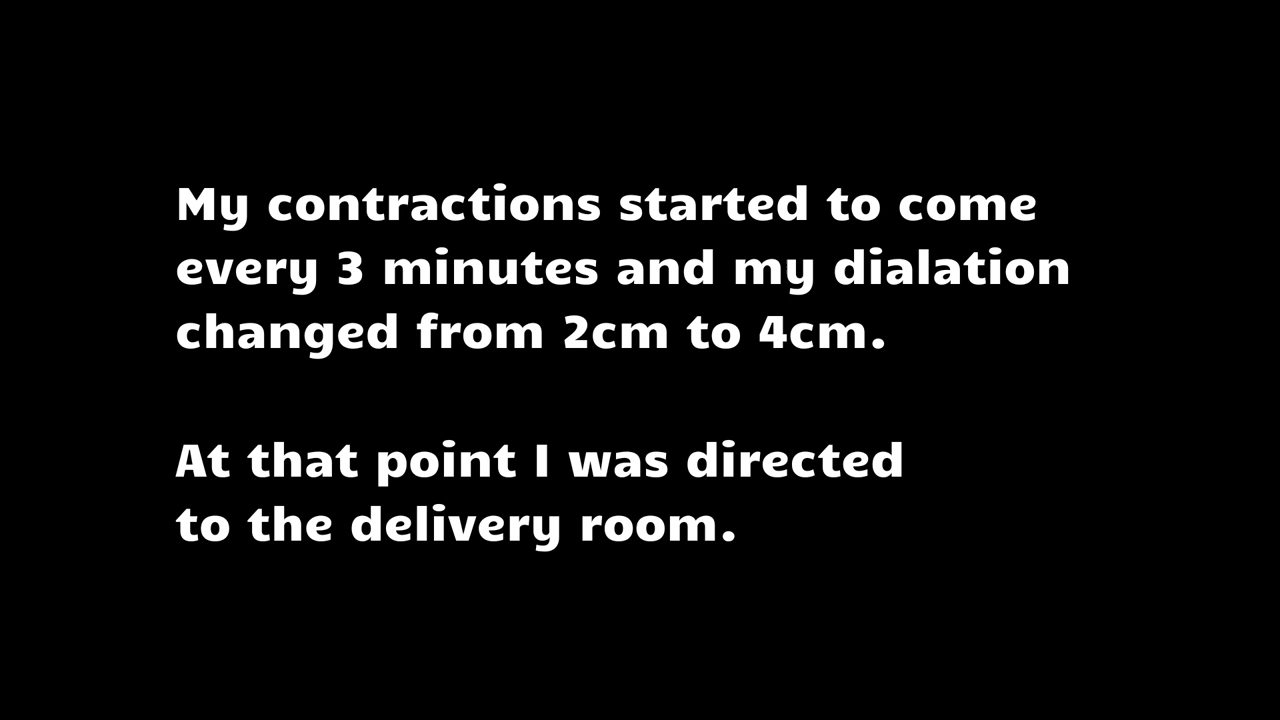 My contractions started to come
every 3 minutes and my dialation
changed from 2cm to 4cm.
At that point I was directed
to the delivery room.